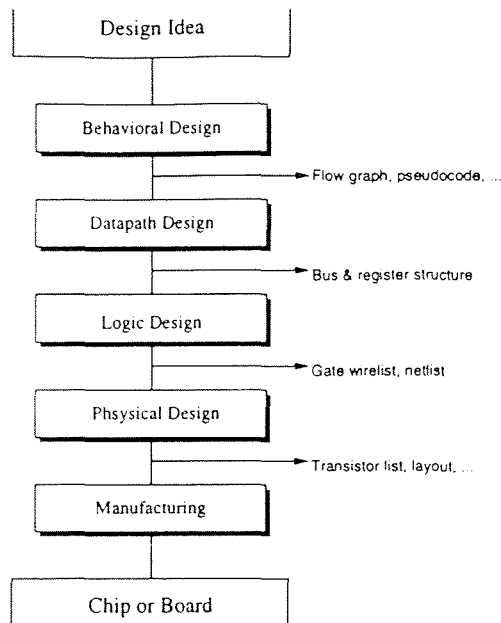 Design Idea
Behavioral Design
Flow graph, pseudocode, ...
Datapath Design
Bus & register structure
Logic Design
Gate wirelist, netlist
Phsysical Design
Transistor list, layout, ...
Manufacturing
Chip or Board